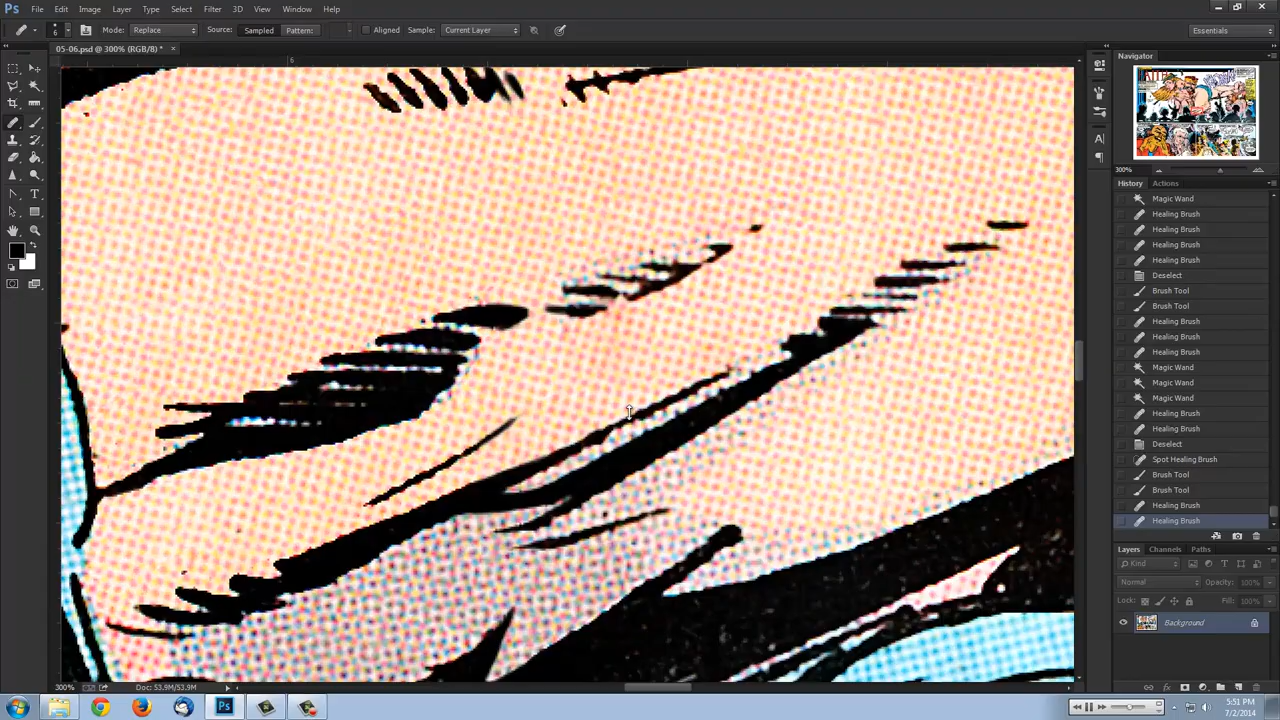 Ps File Edit Image Layer Type Select Filter 3D View Window Help
6 Mode: Replace Source: Sampled Pattern: Aligned Sample: Current Layer Essentials
05-06.psd @ 300% (RGB/8) * ×
6
Navigator
300%
History Actions
Magic Wand
Healing Brush
Healing Brush
Healing Brush
Healing Brush
Deselect
Brush Tool
Brush Tool
Healing Brush
Healing Brush
Healing Brush
Magic Wand
Magic Wand
Magic Wand
Healing Brush
Healing Brush
Deselect
Spot Healing Brush
Brush Tool
Brush Tool
Healing Brush
Healing Brush
Layers Channels Paths
Kind
Normal Opacity: 100%
Lock: Fill: 100%
Background
300% Doc: 53.9M/53.9M
Ps
5:51 PM
7/2/2014